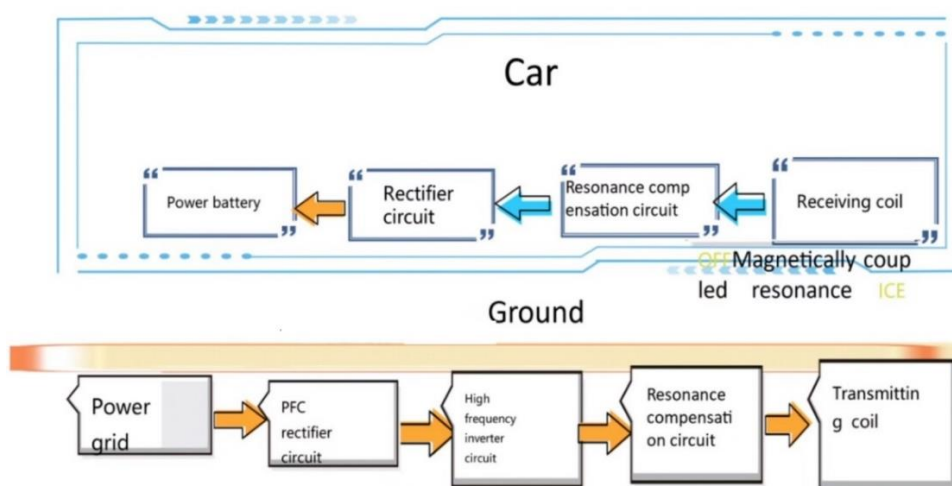 Car
Power battery
Rectifier
circuit
Resonance comp
ensation circuit
Receiving coil
OFF Magnetically coup
led resonance ICE
Ground
Power
grid
PFC
rectifier
circuit
High
frequency
inverter
circuit
Resonance
compensati
on circuit
Transmittin
g coil